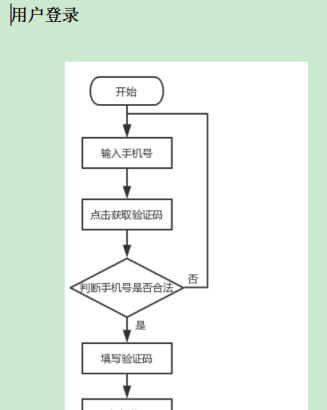 用户登录
开始
输入手机号
点击获取验证码
判断手机号是否合法
否
是
填写验证码